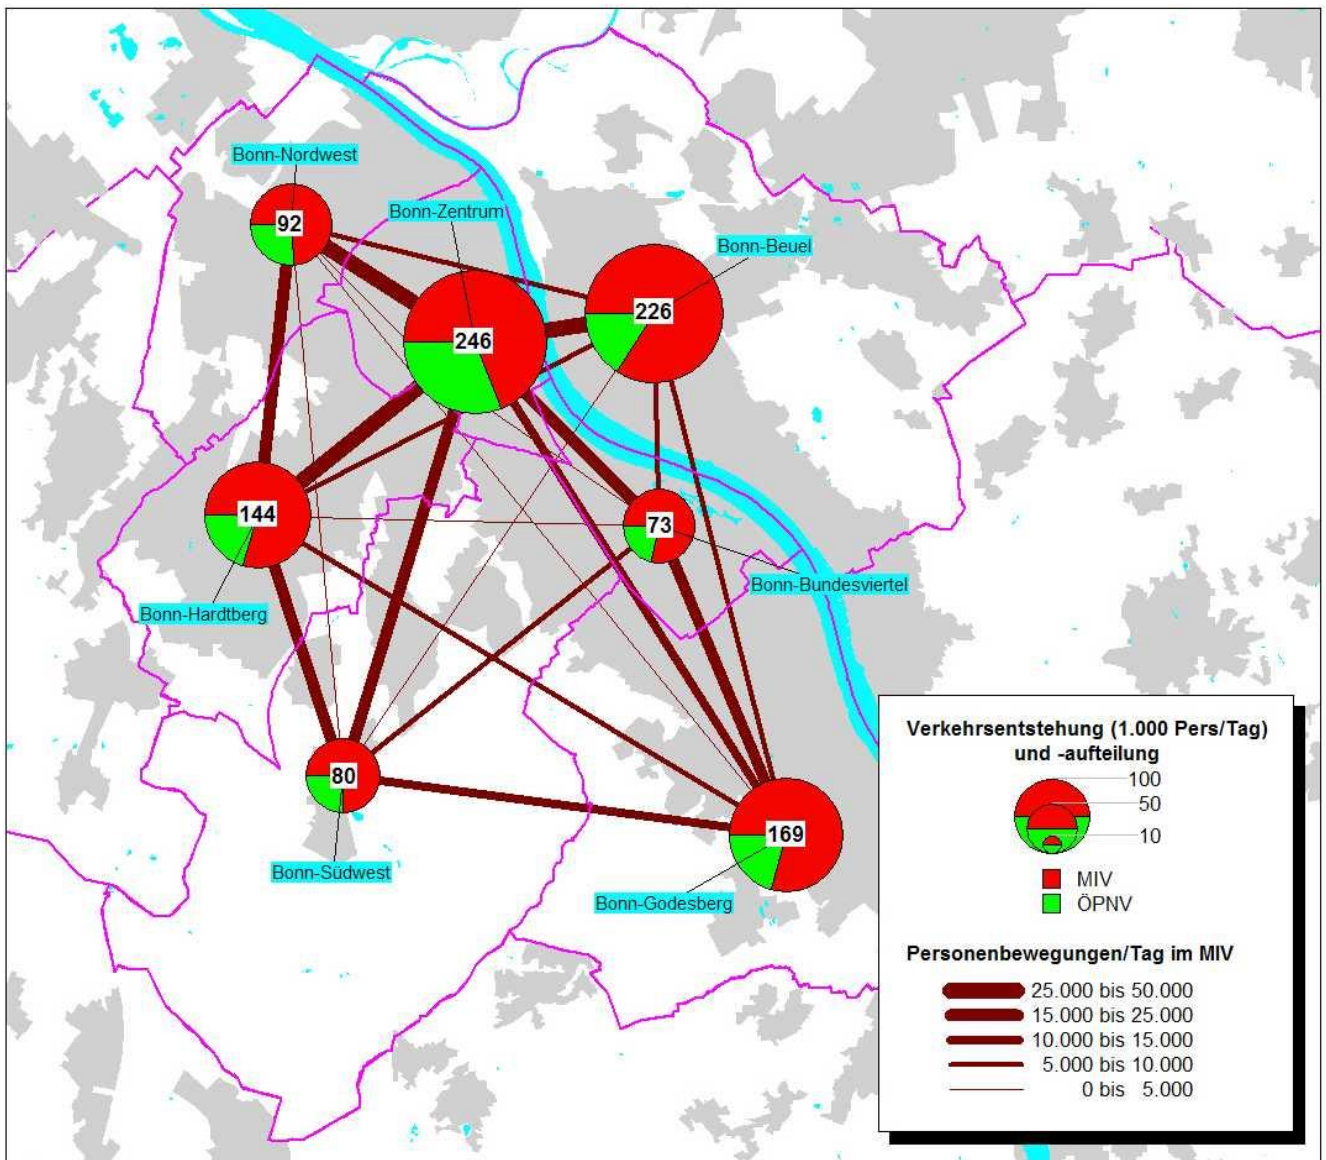 Bonn-Nordwest
92
Bonn-Zentrum
246
Bonn-Beuel
226
144
Bonn-Hardtberg
73
Bonn-Bundesviertel
80
Bonn-Südwest
169
Bonn-Godesberg
Verkehrsentstehung (1.000 Pers/Tag)
und -aufteilung
100
50
10
MIV
ÖPNV
Personenbewegungen/Tag im MIV
25.000 bis 50.000
15.000 bis 25.000
10.000 bis 15.000
5.000 bis 10.000
0 bis 5.000